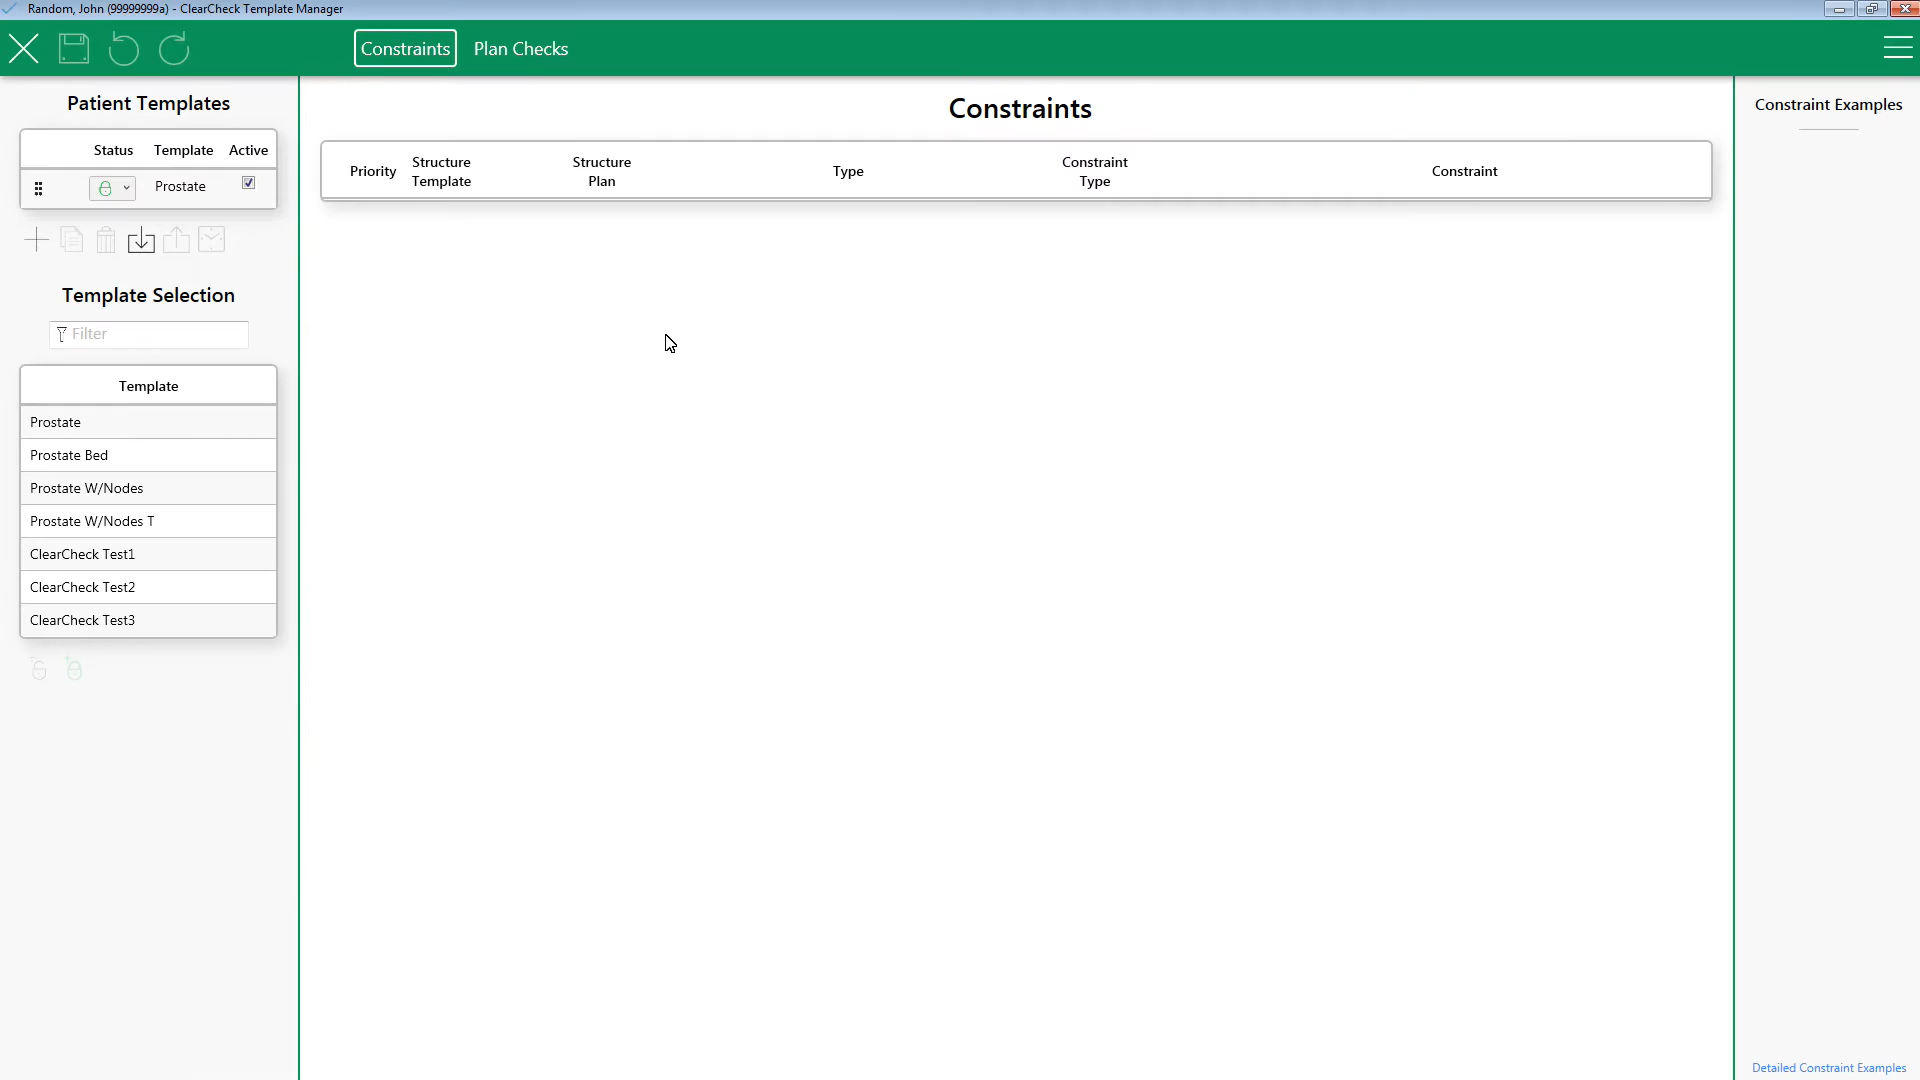 Random, John (99999999a) - ClearCheck Template Manager
Constraints Plan Checks
Patient Templates
Status Template Active
Prostate
Template Selection
Filter
Template
Prostate
Prostate Bed
Prostate W/Nodes
Prostate W/Nodes T
ClearCheck Test1
ClearCheck Test2
ClearCheck Test3
Constraints
Priority
Structure
Template
Structure
Plan
Type
Constraint
Type
Constraint
Constraint Examples
Detailed Constraint Examples